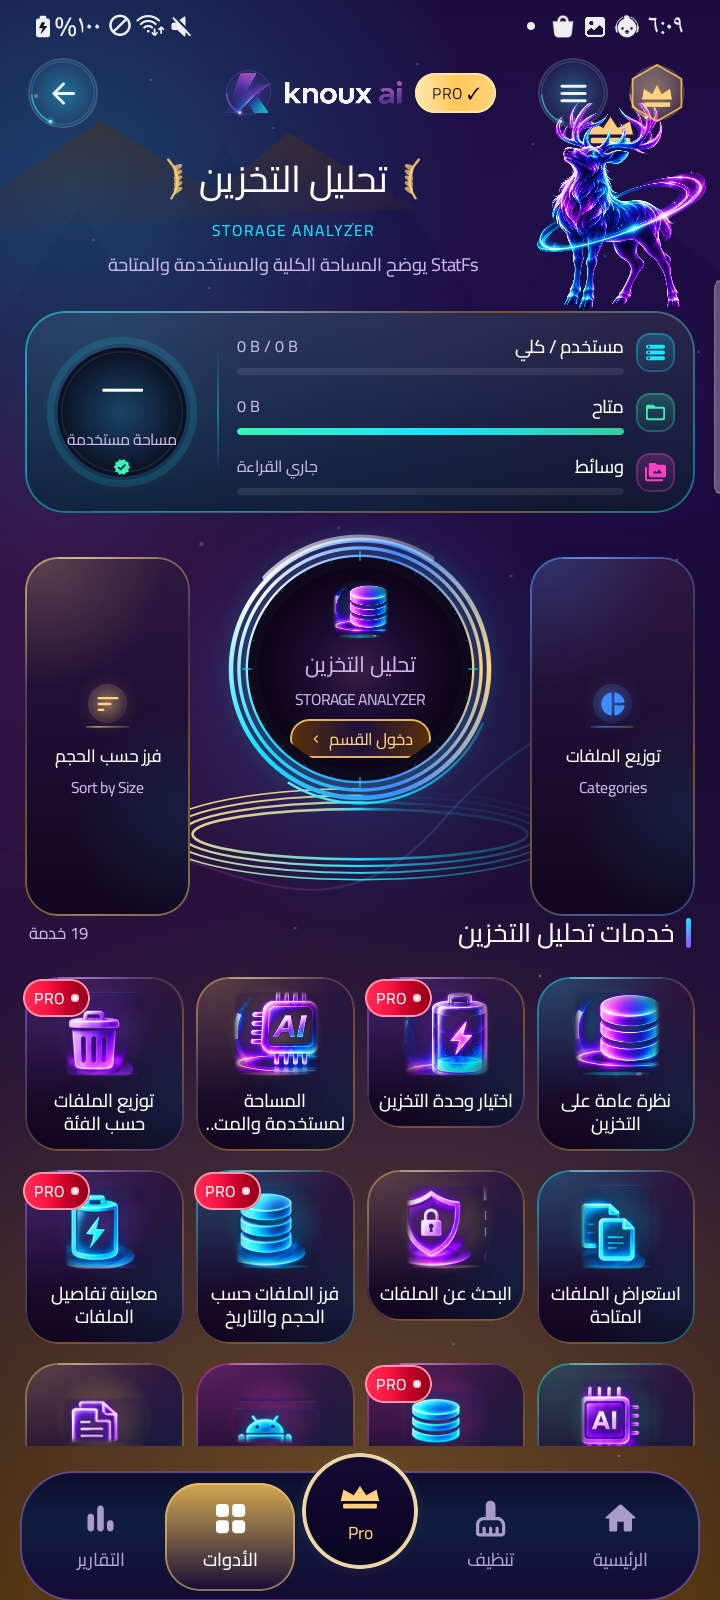 ٦:٠٩
%١٠٠
knoux ai
PRO ✓
تحليل التخزين
STORAGE ANALYZER
StatFs يوضح المساحة الكلية والمستخدمة والمتاحة
مستخدم / كلي
0 B / 0 B
متاح
0 B
وسائط
جاري القراءة
—
مساحة مستخدمة
تحليل التخزين
STORAGE ANALYZER
دخول القسم ›
توزيع الملفات
Categories
فرز حسب الحجم
Sort by Size
خدمات تحليل التخزين
19 خدمة
نظرة عامة على
التخزين
PRO
اختيار وحدة التخزين
المساحة
لمستخدمة والمت..
PRO
توزيع الملفات
حسب الفئة
استعراض الملفات
المتاحة
البحث عن الملفات
PRO
فرز الملفات حسب
الحجم والتاريخ
PRO
معاينة تفاصيل
الملفات
PRO
الرئيسية
تنظيف
Pro
الأدوات
التقارير
AI
AI